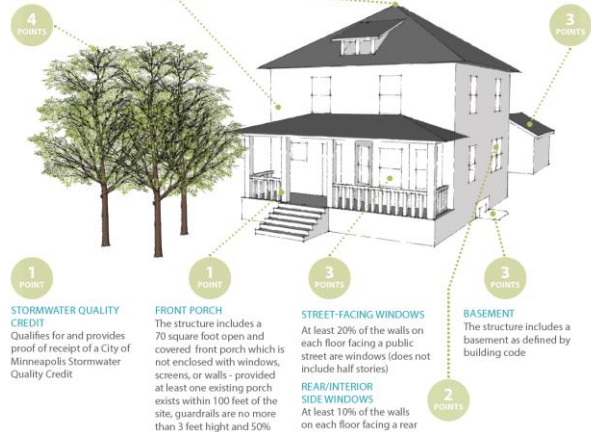 4
POINTS
3
POINTS
1
POINT
STORMWATER QUALITY
CREDIT
Qualifies for and provides
proof of receipt of a City of
Minneapolis Stormwater
Quality Credit
1
POINT
FRONT PORCH
The structure includes a
70 square foot open and
covered front porch which is
not enclosed with windows,
screens, or walls - provided
at least one existing porch
exists within 100 feet of the
site, guardrails are no more
than 3 feet hight and 50%
3
POINTS
STREET-FACING WINDOWS
At least 20% of the walls on
each floor facing a public
street are windows (does not
include half stories)
REAR/INTERIOR
SIDE WINDOWS
At least 10% of the walls
on each floor facing a rear
2
POINTS
3
POINTS
BASEMENT
The structure includes a
basement as defined by
building code